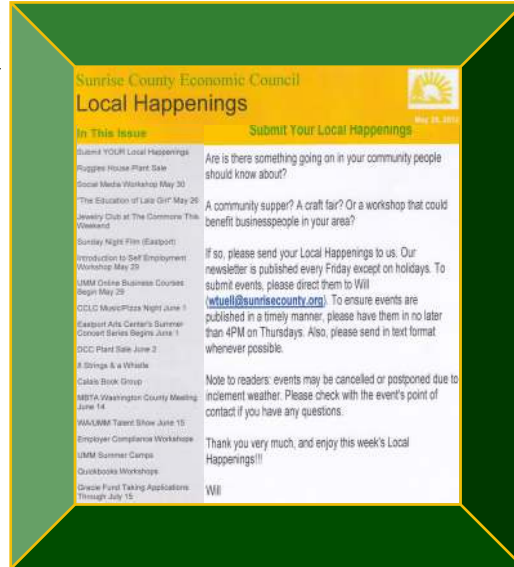 Sunrise County Economic Council
Local Happenings
In This Issue
Submit YOUR Local Happenings
Ruggles House Plant Sale
Social Media Workshop May 30
"The Education of Lala Girl" May 26
Jewelry Club at The Commons This
Weekend
Sunday Night Film (Eastport)
Introduction to Self Employment
Workshop May 29
UMM Online Business Courses
Begin May 29
CCLC Music/Pizza Night June 1
Eastport Arts Center's Summer
Concert Series Begins June 1
DCC Plant Sale June 2
8 Strings & a Whistle
Calais Book Group
MBTA Washington County Meeting
June 14
WA/UMM Talent Show June 15
Employer Compliance Workshops
UMM Summer Camps
Quickbooks Workshops
Gracie Fund Taking Applications
Through July 15
Submit Your Local Happenings
Are is there something going on in your community people
should know about?
A community supper? A craft fair? Or a workshop that could
benefit businesspeople in your area?
If so, please send your Local Happenings to us. Our
newsletter is published every Friday except on holidays. To
submit events, please direct them to Will
(wtuell@sunrisecounty.org). To ensure events are
published in a timely manner, please have them in no later
than 4PM on Thursdays. Also, please send in text format
whenever possible.
Note to readers: events may be cancelled or postponed due to
inclement weather. Please check with the event's point of
contact if you have any questions.
Thank you very much, and enjoy this week's Local
Happenings!!!
Will